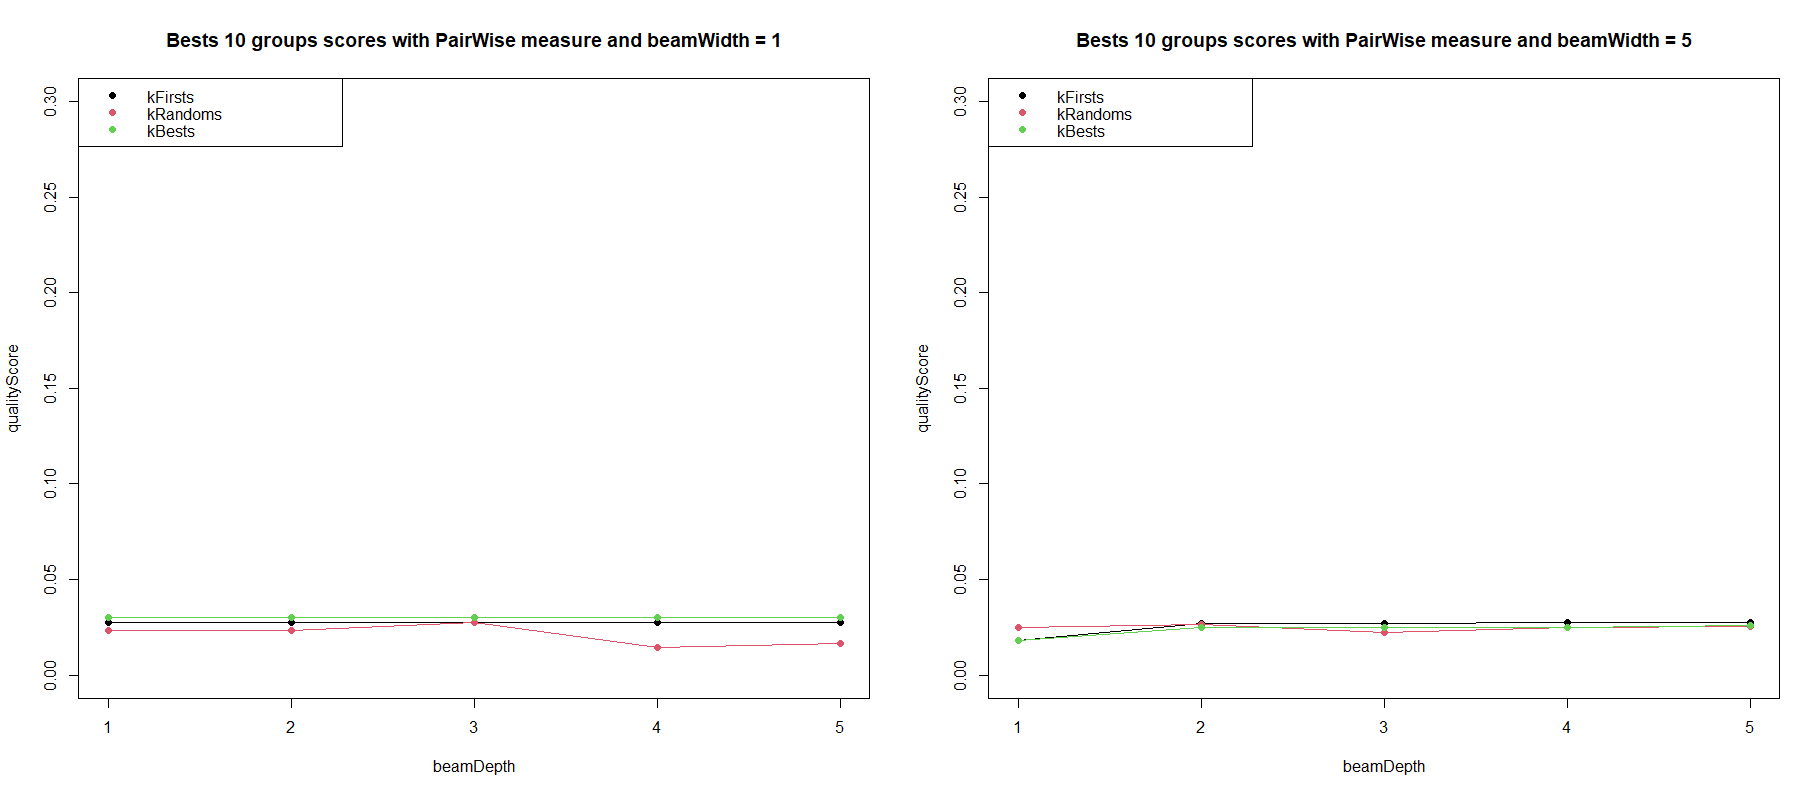 Bests 10 groups scores with PairWise measure and beamWidth = 1
kFirsts
kRandoms
kBests
0.30
0.25
0.20
0.15
0.10
0.05
0.00
qualityScore
1 2 3 4 5
beamDepth
Bests 10 groups scores with PairWise measure and beamWidth = 5
kFirsts
kRandoms
kBests
0.30
0.25
0.20
0.15
0.10
0.05
0.00
qualityScore
1 2 3 4 5
beamDepth